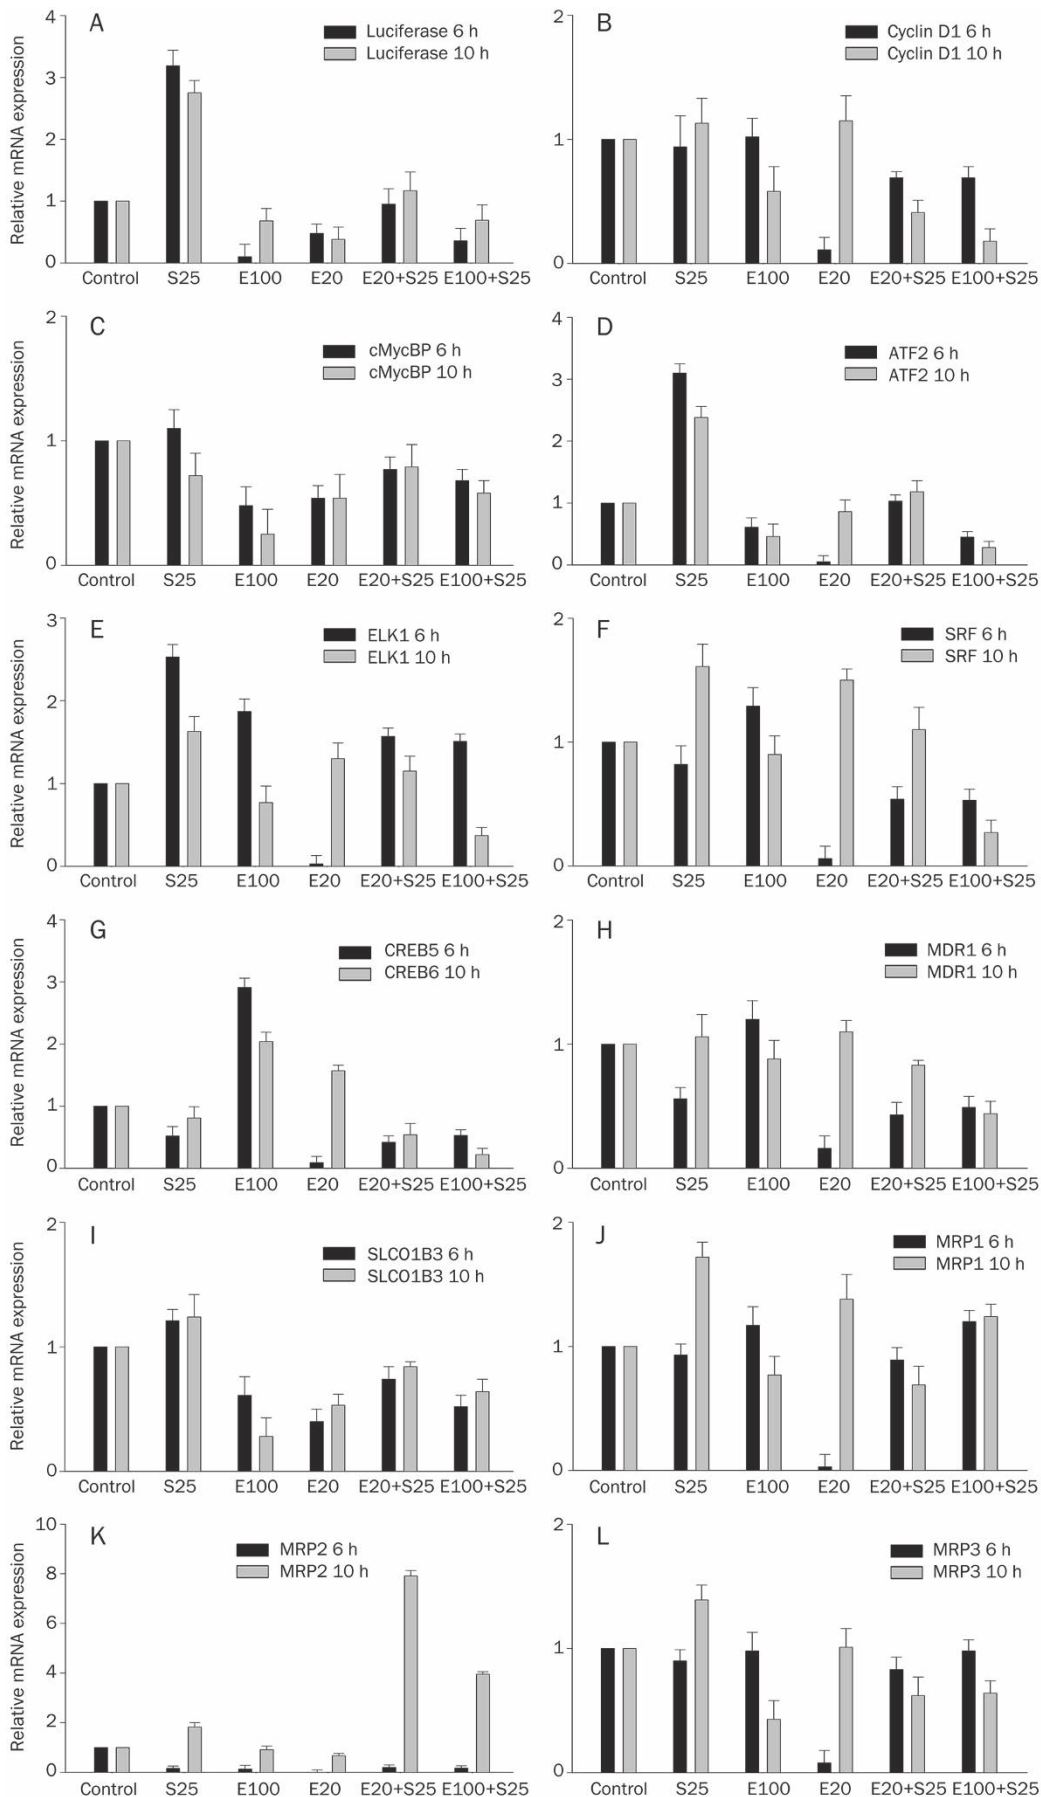 A
Luciferase 6 h
Luciferase 10 h
Relative mRNA expression
4
3
2
1
0
Control S25 E100 E20 E20+S25 E100+S25
B
Cyclin D1 6 h
Cyclin D1 10 h
2
1
0
Control S25 E100 E20 E20+S25 E100+S25
C
cMycBP 6 h
cMycBP 10 h
Relative mRNA expression
2
1
0
Control S25 E100 E20 E20+S25 E100+S25
D
ATF2 6 h
ATF2 10 h
4
3
2
1
0
Control S25 E100 E20 E20+S25 E100+S25
E
ELK1 6 h
ELK1 10 h
Relative mRNA expression
3
2
1
0
Control S25 E100 E20 E20+S25 E100+S25
F
SRF 6 h
SRF 10 h
2
1
0
Control S25 E100 E20 E20+S25 E100+S25
G
CREB5 6 h
CREB6 10 h
Relative mRNA expression
4
3
2
1
0
Control S25 E100 E20 E20+S25 E100+S25
H
MDR1 6 h
MDR1 10 h
2
1
0
Control S25 E100 E20 E20+S25 E100+S25
I
SLCO1B3 6 h
SLCO1B3 10 h
Relative mRNA expression
2
1
0
Control S25 E100 E20 E20+S25 E100+S25
J
MRP1 6 h
MRP1 10 h
2
1
0
Control S25 E100 E20 E20+S25 E100+S25
K
MRP2 6 h
MRP2 10 h
Relative mRNA expression
10
8
6
4
2
0
Control S25 E100 E20 E20+S25 E100+S25
L
MRP3 6 h
MRP3 10 h
2
1
0
Control S25 E100 E20 E20+S25 E100+S25